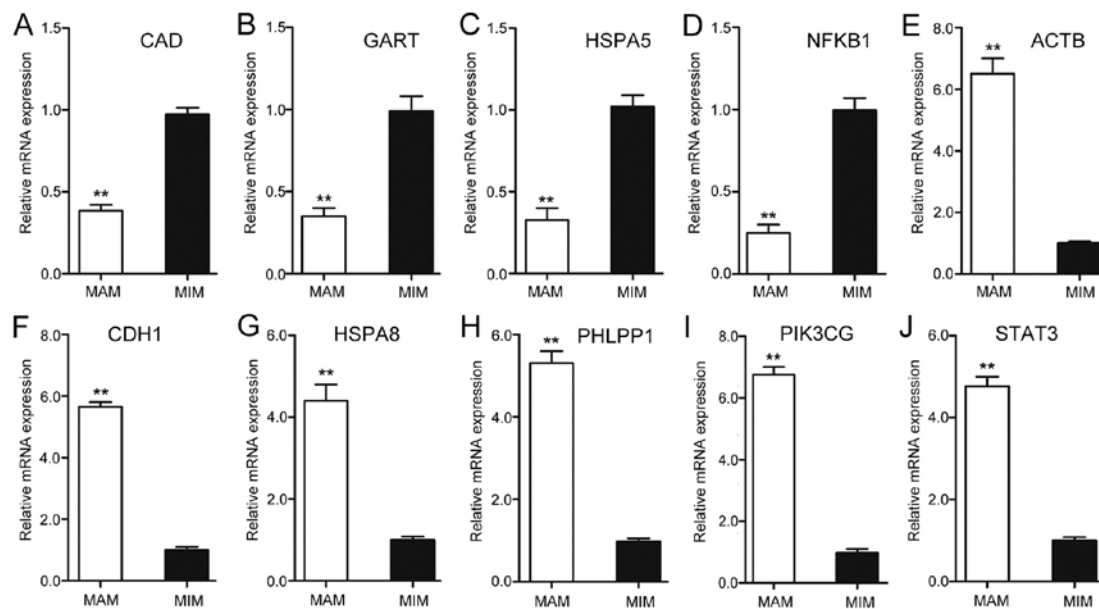 A
CAD
Relative mRNA expression
1.5
1.0
0.5
0.0
**
MAM MIM
B
GART
Relative mRNA expression
1.5
1.0
0.5
0.0
**
MAM MIM
C
HSPA5
Relative mRNA expression
1.5
1.0
0.5
0.0
**
MAM MIM
D
NFKB1
Relative mRNA expression
1.5
1.0
0.5
0.0
**
MAM MIM
E
ACTB
Relative mRNA expression
8.0
6.0
4.0
2.0
0.0
**
MAM MIM
F
CDH1
Relative mRNA expression
8.0
6.0
4.0
2.0
0.0
**
MAM MIM
G
HSPA8
Relative mRNA expression
6.0
4.0
2.0
0.0
**
MAM MIM
H
PHLPP1
Relative mRNA expression
6.0
4.0
2.0
0.0
**
MAM MIM
I
PIK3CG
Relative mRNA expression
8.0
6.0
4.0
2.0
0.0
**
MAM MIM
J
STAT3
Relative mRNA expression
6.0
4.0
2.0
0.0
**
MAM MIM